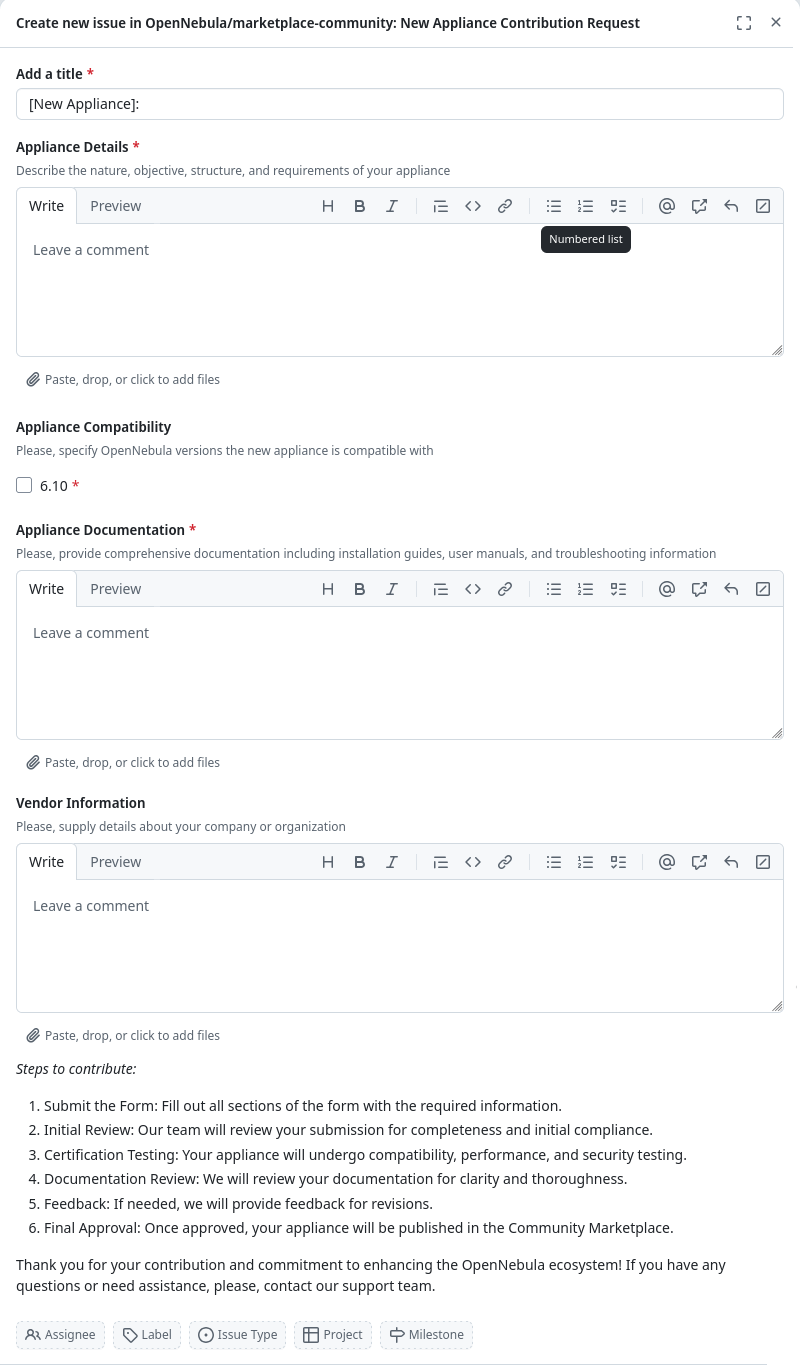 Create new issue in OpenNebula/marketplace-community: New Appliance Contribution Request
Add a title *
[New Appliance]:
Appliance Details *
Describe the nature, objective, structure, and requirements of your appliance
Write Preview
Numbered list
Leave a comment
Paste, drop, or click to add files
Appliance Compatibility
Please, specify OpenNebula versions the new appliance is compatible with
6.10 *
Appliance Documentation *
Please, provide comprehensive documentation including installation guides, user manuals, and troubleshooting information
Write Preview
Leave a comment
Paste, drop, or click to add files
Vendor Information
Please, supply details about your company or organization
Write Preview
Leave a comment
Paste, drop, or click to add files
Steps to contribute:
1. Submit the Form: Fill out all sections of the form with the required information.
2. Initial Review: Our team will review your submission for completeness and initial compliance.
3. Certification Testing: Your appliance will undergo compatibility, performance, and security testing.
4. Documentation Review: We will review your documentation for clarity and thoroughness.
5. Feedback: If needed, we will provide feedback for revisions.
6. Final Approval: Once approved, your appliance will be published in the Community Marketplace.
Thank you for your contribution and commitment to enhancing the OpenNebula ecosystem! If you have any
questions or need assistance, please, contact our support team.
Assignee Label Issue Type Project Milestone